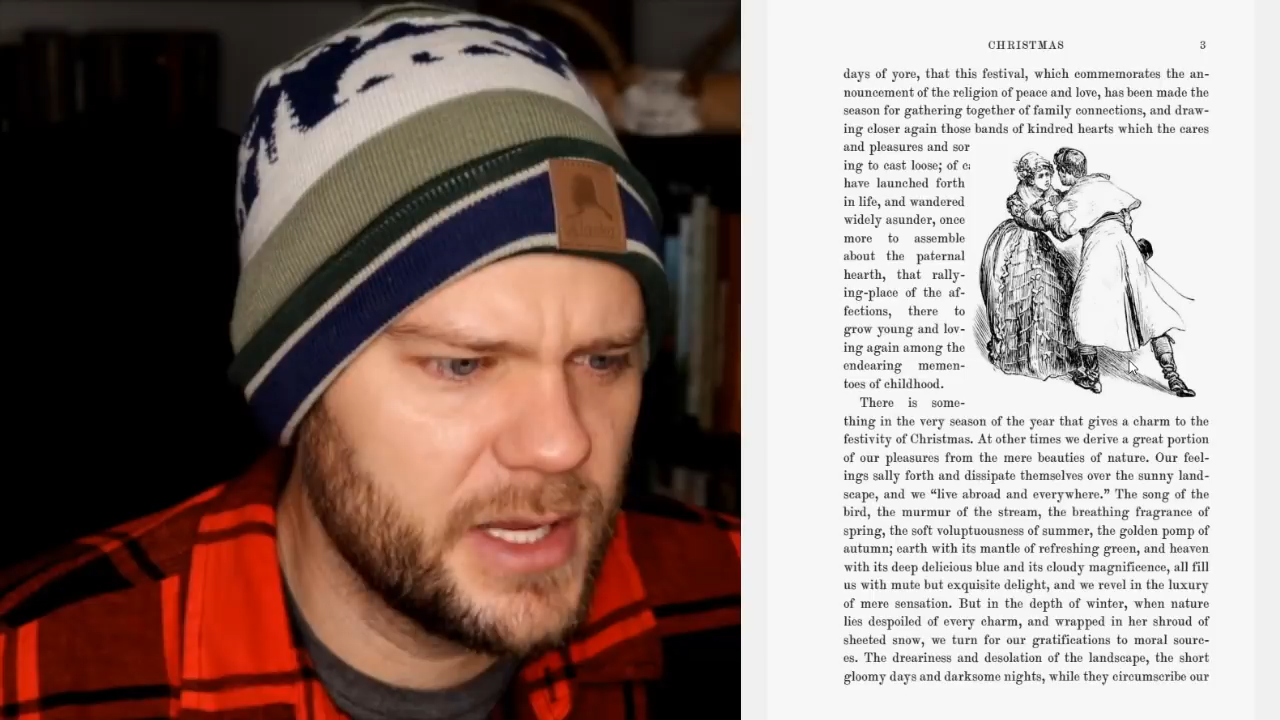 CHRISTMAS 3
days of yore, that this festival, which commemorates the an-
nouncement of the religion of peace and love, has been made the
season for gathering together of family connections, and draw-
ing closer again those bands of kindred hearts which the cares
and pleasures and sor
ing to cast loose; of
have launched forth
in life, and wandered
widely asunder, once
more to assemble
about the paternal
hearth, that rally-
ing-place of the af-
fections, there to
grow young and lov-
ing again among the
endearing memen-
toes of childhood.
There is some-
thing in the very season of the year that gives a charm to the
festivity of Christmas. At other times we derive a great portion
of our pleasures from the mere beauties of nature. Our feel-
ings sally forth and dissipate themselves over the sunny land-
scape, and we “live abroad and everywhere.” The song of the
bird, the murmur of the stream, the breathing fragrance of
spring, the soft voluptuousness of summer, the golden pomp of
autumn; earth with its mantle of refreshing green, and heaven
with its deep delicious blue and its cloudy magnificence, all fill
us with mute but exquisite delight, and we revel in the luxury
of mere sensation. But in the depth of winter, when nature
lies despoiled of every charm, and wrapped in her shroud of
sheeted snow, we turn for our gratifications to moral sourc-
es. The dreariness and desolation of the landscape, the short
gloomy days and darksome nights, while they circumscribe our